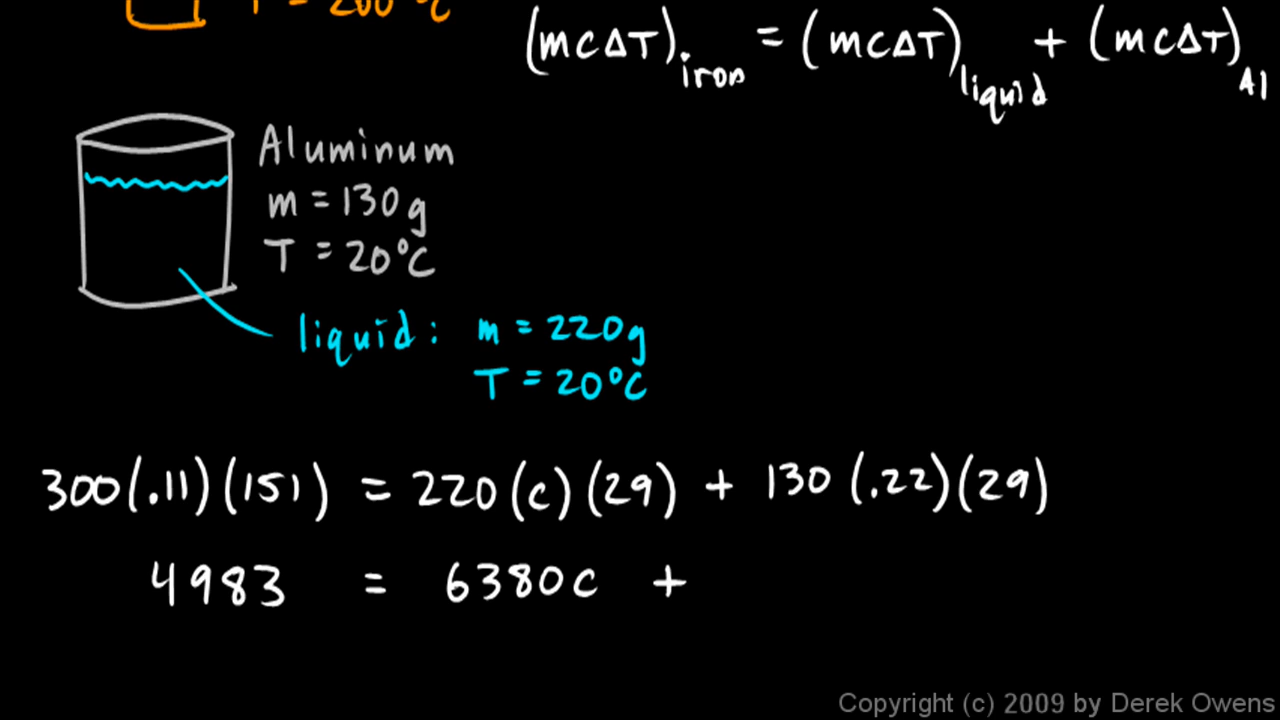 T = 200°C
(mcΔT)iron = (mcΔT)liquid + (mcΔT)Al
Aluminum
m = 130g
T = 20°C
liquid: m = 220g
T = 20°C
300(.11)(151) = 220(c)(29) + 130(.22)(29)
4983 = 6380c +
Copyright (c) 2009 by Derek Owens